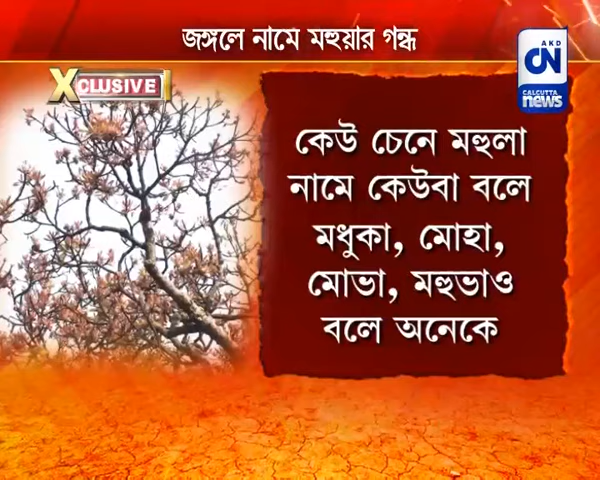 জঙ্গলে নামে মহুয়ার গন্ধ
XCLUSIVE
AKD
CN
CALCUTTA
news
কেউ চেনে মহুলা
নামে কেউবা বলে
মধুকা, মোহা,
মোভা, মহুভাও
বলে অনেকে